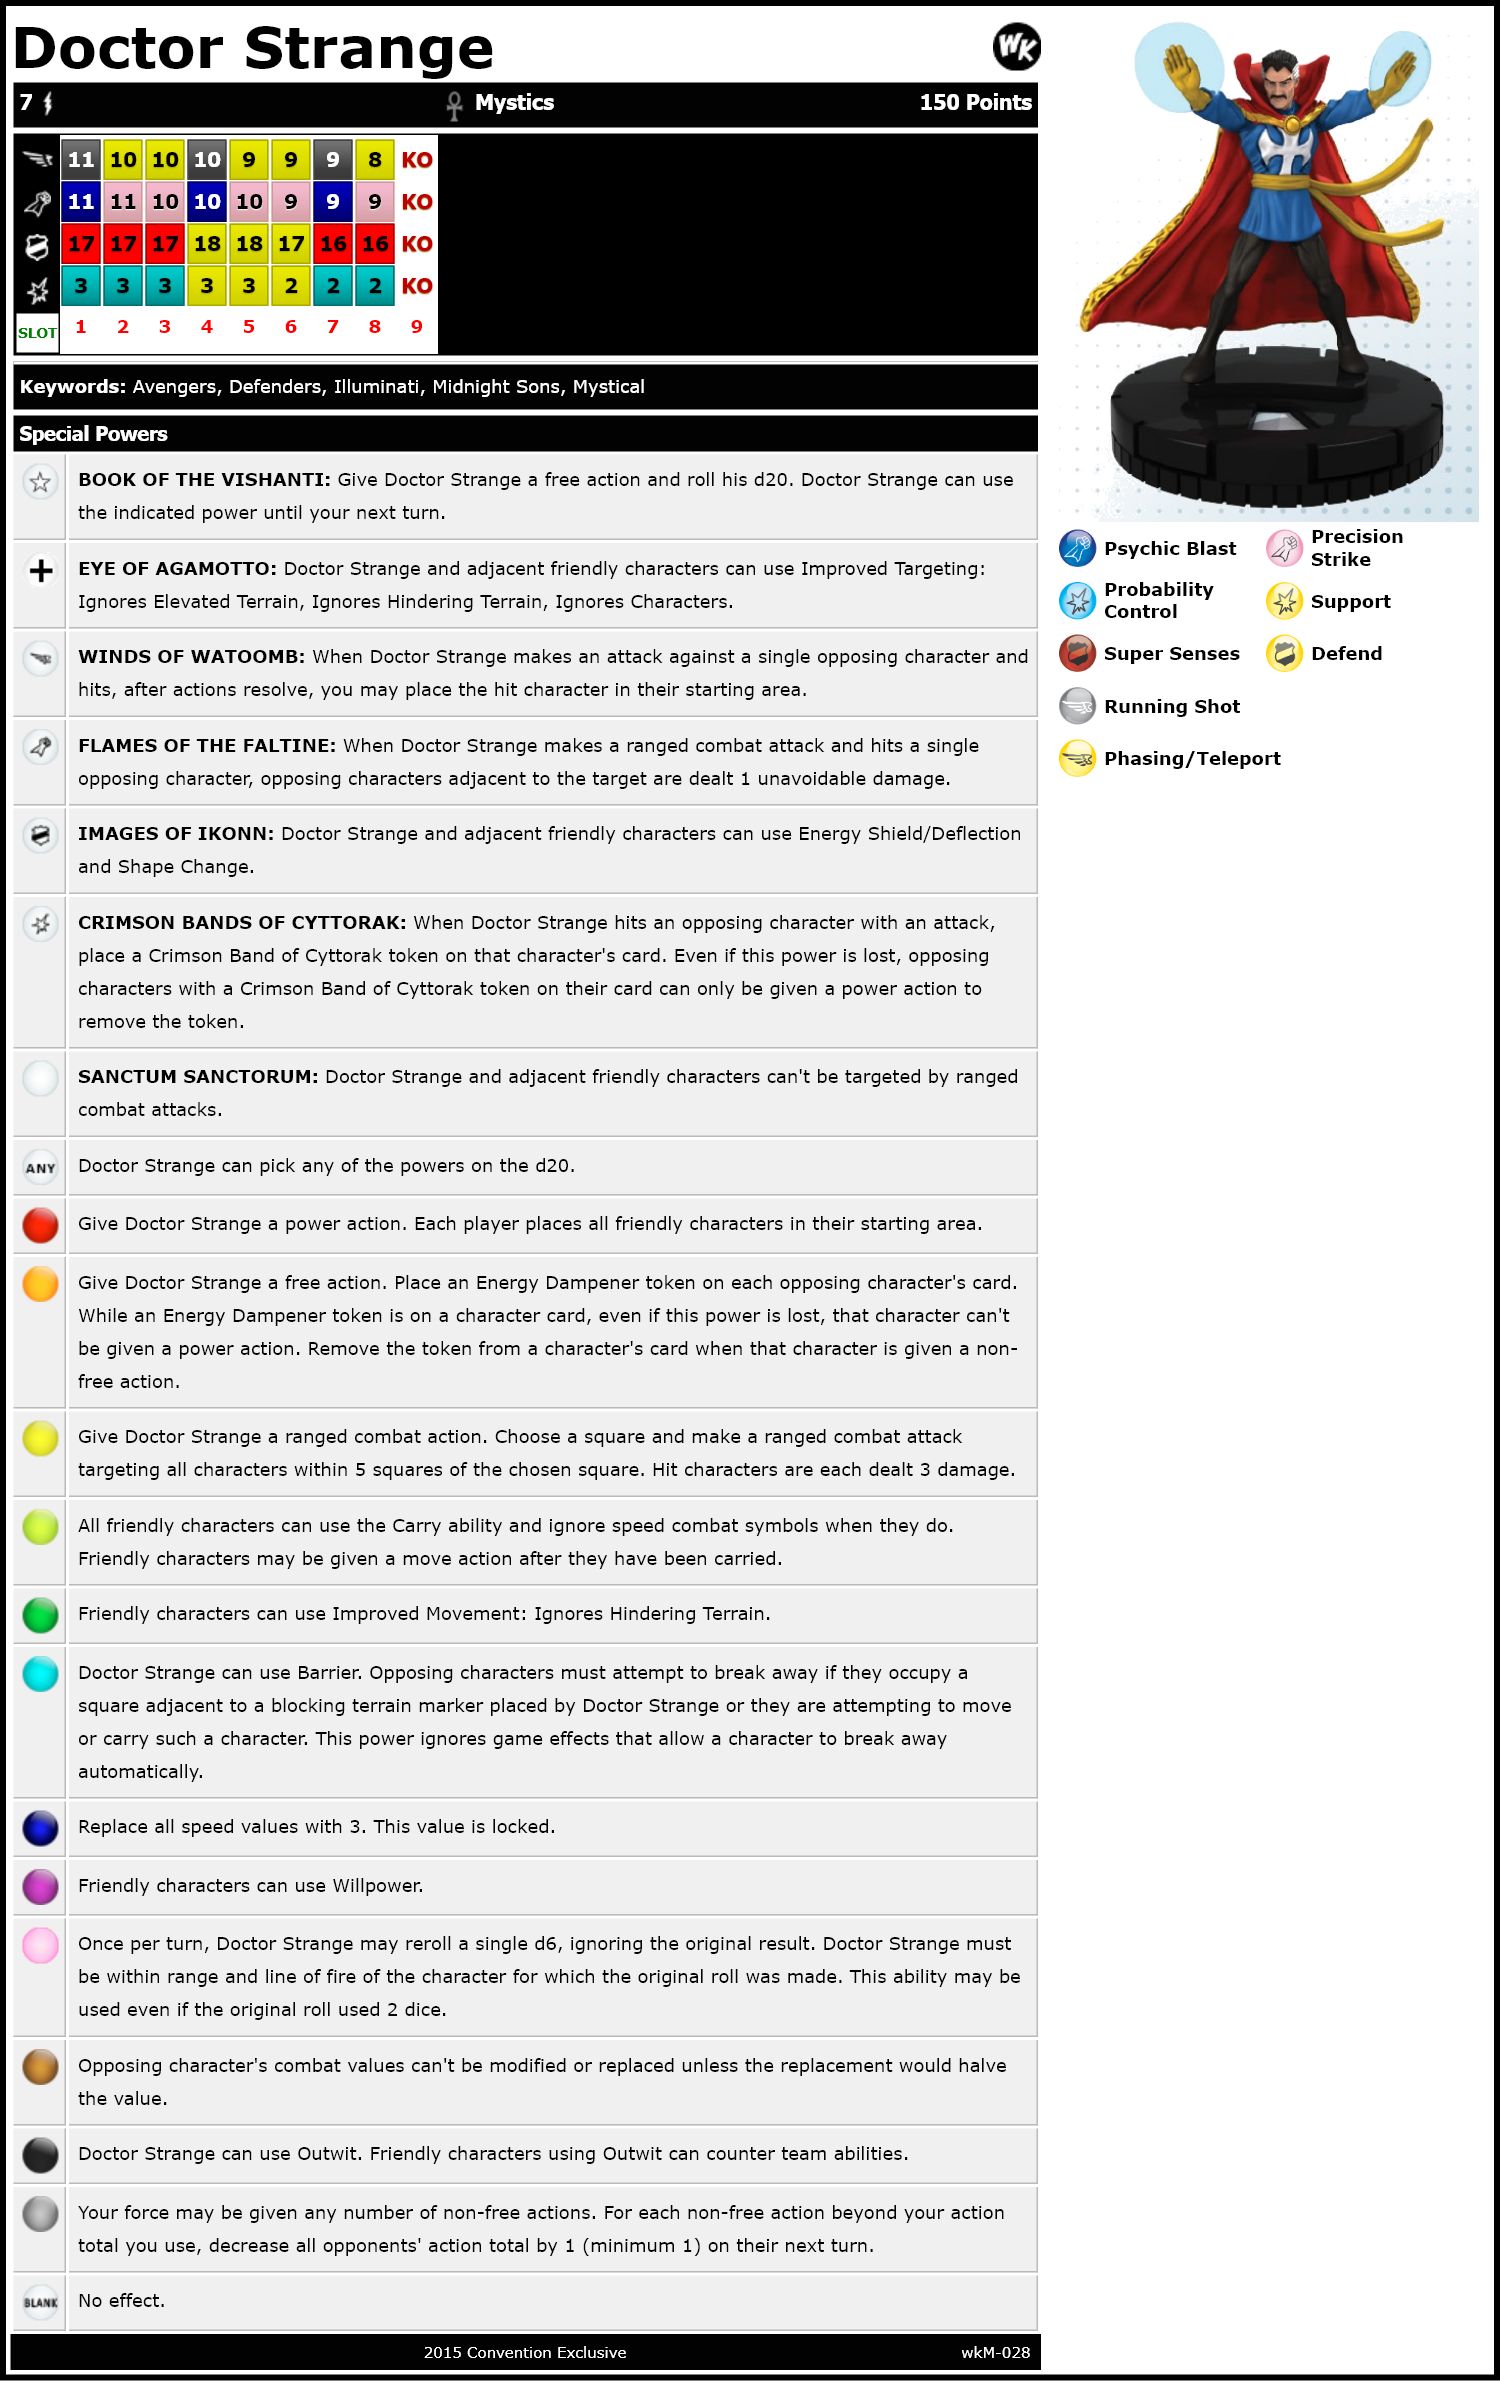 Doctor Strange
WK
7 Mystics 150 Points
11 10 10 10 9 9 9 8 KO
11 11 10 10 10 9 9 9 KO
17 17 17 18 18 17 16 16 KO
3 3 3 3 3 2 2 2 KO
SLOT 1 2 3 4 5 6 7 8 9
Keywords: Avengers, Defenders, Illuminati, Midnight Sons, Mystical
Special Powers
BOOK OF THE VISHANTI: Give Doctor Strange a free action and roll his d20. Doctor Strange can use
the indicated power until your next turn.
EYE OF AGAMOTTO: Doctor Strange and adjacent friendly characters can use Improved Targeting:
Ignores Elevated Terrain, Ignores Hindering Terrain, Ignores Characters.
WINDS OF WATOOMB: When Doctor Strange makes an attack against a single opposing character and
hits, after actions resolve, you may place the hit character in their starting area.
FLAMES OF THE FALTINE: When Doctor Strange makes a ranged combat attack and hits a single
opposing character, opposing characters adjacent to the target are dealt 1 unavoidable damage.
IMAGES OF IKONN: Doctor Strange and adjacent friendly characters can use Energy Shield/Deflection
and Shape Change.
CRIMSON BANDS OF CYTTORAK: When Doctor Strange hits an opposing character with an attack,
place a Crimson Band of Cyttorak token on that character's card. Even if this power is lost, opposing
characters with a Crimson Band of Cyttorak token on their card can only be given a power action to
remove the token.
SANCTUM SANCTORUM: Doctor Strange and adjacent friendly characters can't be targeted by ranged
combat attacks.
ANY Doctor Strange can pick any of the powers on the d20.
Give Doctor Strange a power action. Each player places all friendly characters in their starting area.
Give Doctor Strange a free action. Place an Energy Dampener token on each opposing character's card.
While an Energy Dampener token is on a character card, even if this power is lost, that character can't
be given a power action. Remove the token from a character's card when that character is given a non-
free action.
Give Doctor Strange a ranged combat action. Choose a square and make a ranged combat attack
targeting all characters within 5 squares of the chosen square. Hit characters are each dealt 3 damage.
All friendly characters can use the Carry ability and ignore speed combat symbols when they do.
Friendly characters may be given a move action after they have been carried.
Friendly characters can use Improved Movement: Ignores Hindering Terrain.
Doctor Strange can use Barrier. Opposing characters must attempt to break away if they occupy a
square adjacent to a blocking terrain marker placed by Doctor Strange or they are attempting to move
or carry such a character. This power ignores game effects that allow a character to break away
automatically.
Replace all speed values with 3. This value is locked.
Friendly characters can use Willpower.
Once per turn, Doctor Strange may reroll a single d6, ignoring the original result. Doctor Strange must
be within range and line of fire of the character for which the original roll was made. This ability may be
used even if the original roll used 2 dice.
Opposing character's combat values can't be modified or replaced unless the replacement would halve
the value.
Doctor Strange can use Outwit. Friendly characters using Outwit can counter team abilities.
Your force may be given any number of non-free actions. For each non-free action beyond your action
total you use, decrease all opponents' action total by 1 (minimum 1) on their next turn.
BLANK No effect.
2015 Convention Exclusive wkM-028
Psychic Blast Precision
Strike
Probability
Control Support
Super Senses Defend
Running Shot
Phasing/Teleport